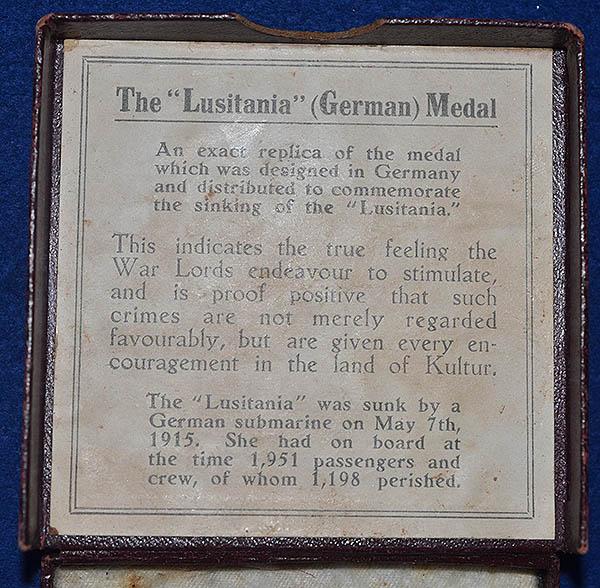 The "Lusitania" (German) Medal
An exact replica of the medal
which was designed in Germany
and distributed to commemorate
the sinking of the "Lusitania."
This indicates the true feeling the
War Lords endeavour to stimulate,
and is proof positive that such
crimes are not merely regarded
favourably, but are given every en-
couragement in the land of Kultur.
The "Lusitania" was sunk by a
German submarine on May 7th,
1915. She had on board at
the time 1,951 passengers and
crew, of whom 1,198 perished.